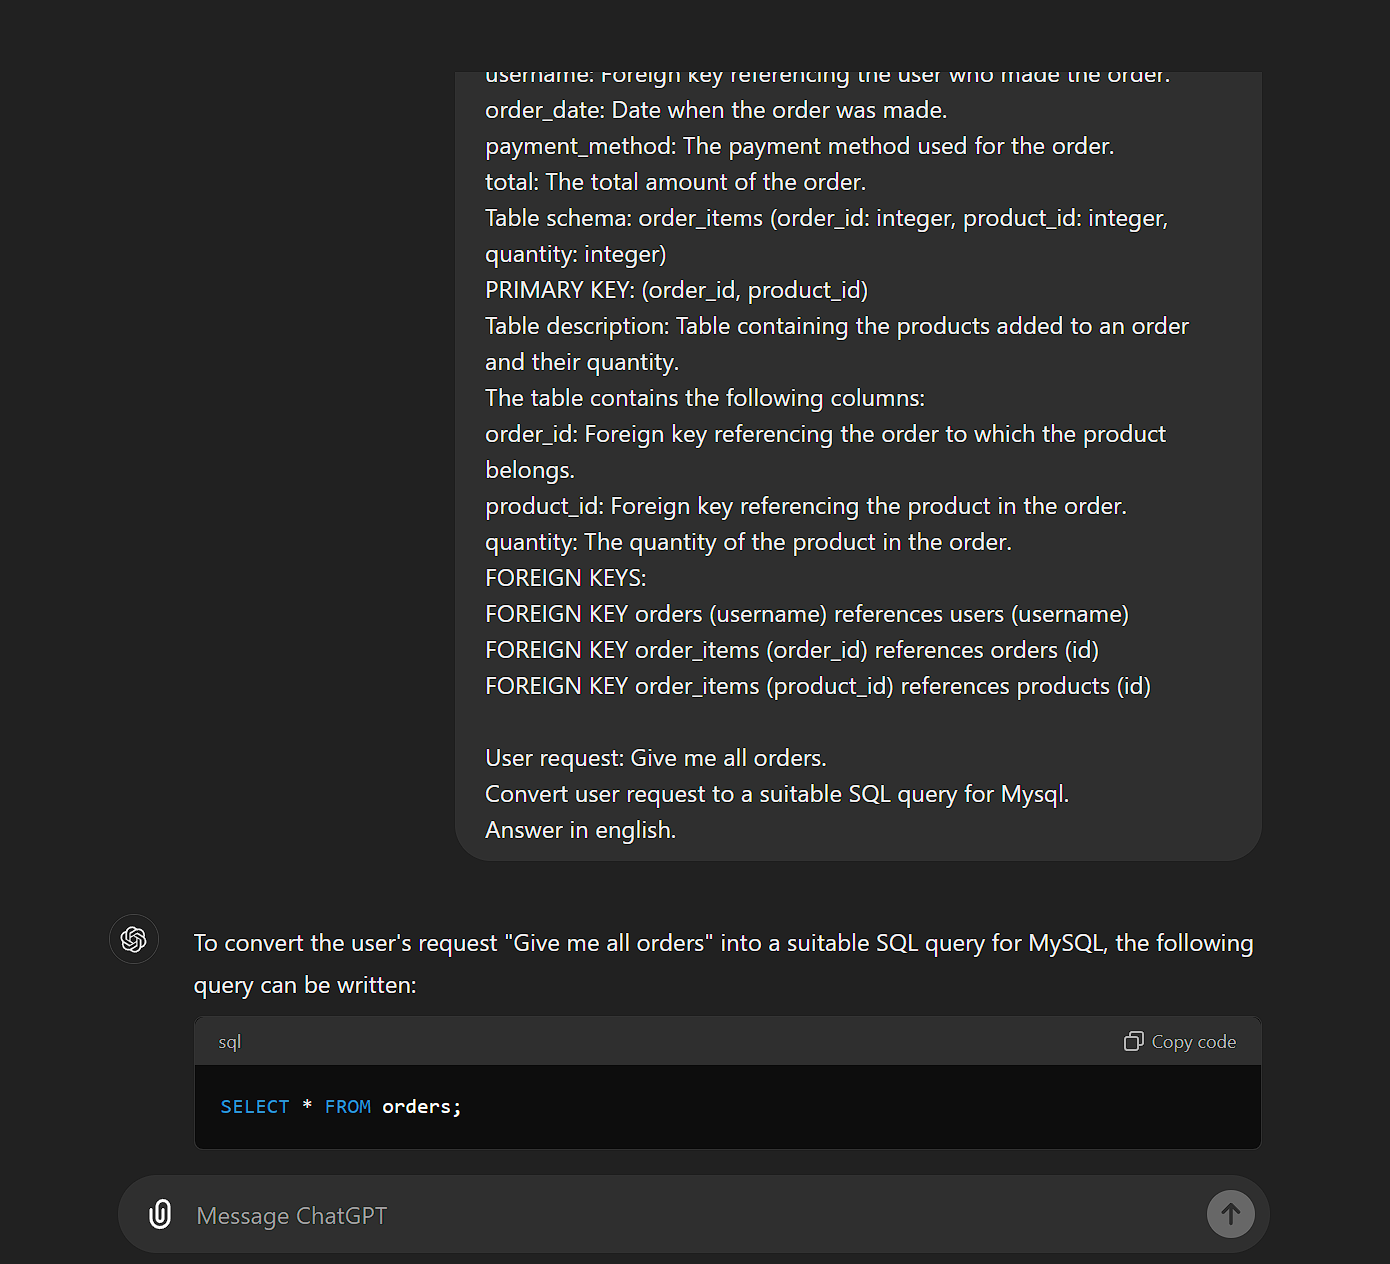 username: Foreign key referencing the user who made the order.
order_date: Date when the order was made.
payment_method: The payment method used for the order.
total: The total amount of the order.
Table schema: order_items (order_id: integer, product_id: integer,
quantity: integer)
PRIMARY KEY: (order_id, product_id)
Table description: Table containing the products added to an order
and their quantity.
The table contains the following columns:
order_id: Foreign key referencing the order to which the product
belongs.
product_id: Foreign key referencing the product in the order.
quantity: The quantity of the product in the order.
FOREIGN KEYS:
FOREIGN KEY orders (username) references users (username)
FOREIGN KEY order_items (order_id) references orders (id)
FOREIGN KEY order_items (product_id) references products (id)
User request: Give me all orders.
Convert user request to a suitable SQL query for Mysql.
Answer in english.
To convert the user's request "Give me all orders" into a suitable SQL query for MySQL, the following
query can be written:
sql
Copy code
SELECT * FROM orders;
Message ChatGPT